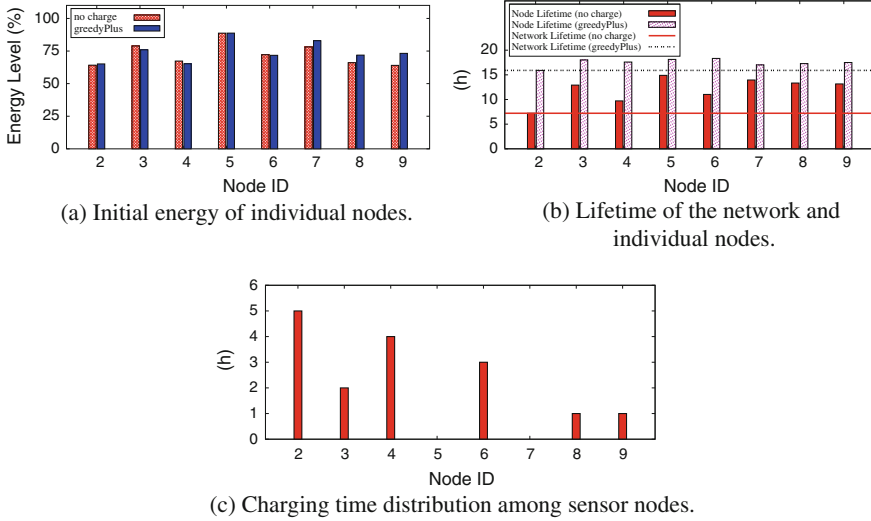 no charge
greedyPlus
Energy Level (%)
100
75
50
25
0
2 3 4 5 6 7 8 9
Node ID
(a) Initial energy of individual nodes.
Node Lifetime (no charge)
Node Lifetime (greedyPlus)
Network Lifetime (no charge)
Network Lifetime (greedyPlus)
(h)
20
15
10
5
0
2 3 4 5 6 7 8 9
Node ID
(b) Lifetime of the network and
individual nodes.
(h)
6
5
4
3
2
1
0
2 3 4 5 6 7 8 9
Node ID
(c) Charging time distribution among sensor nodes.